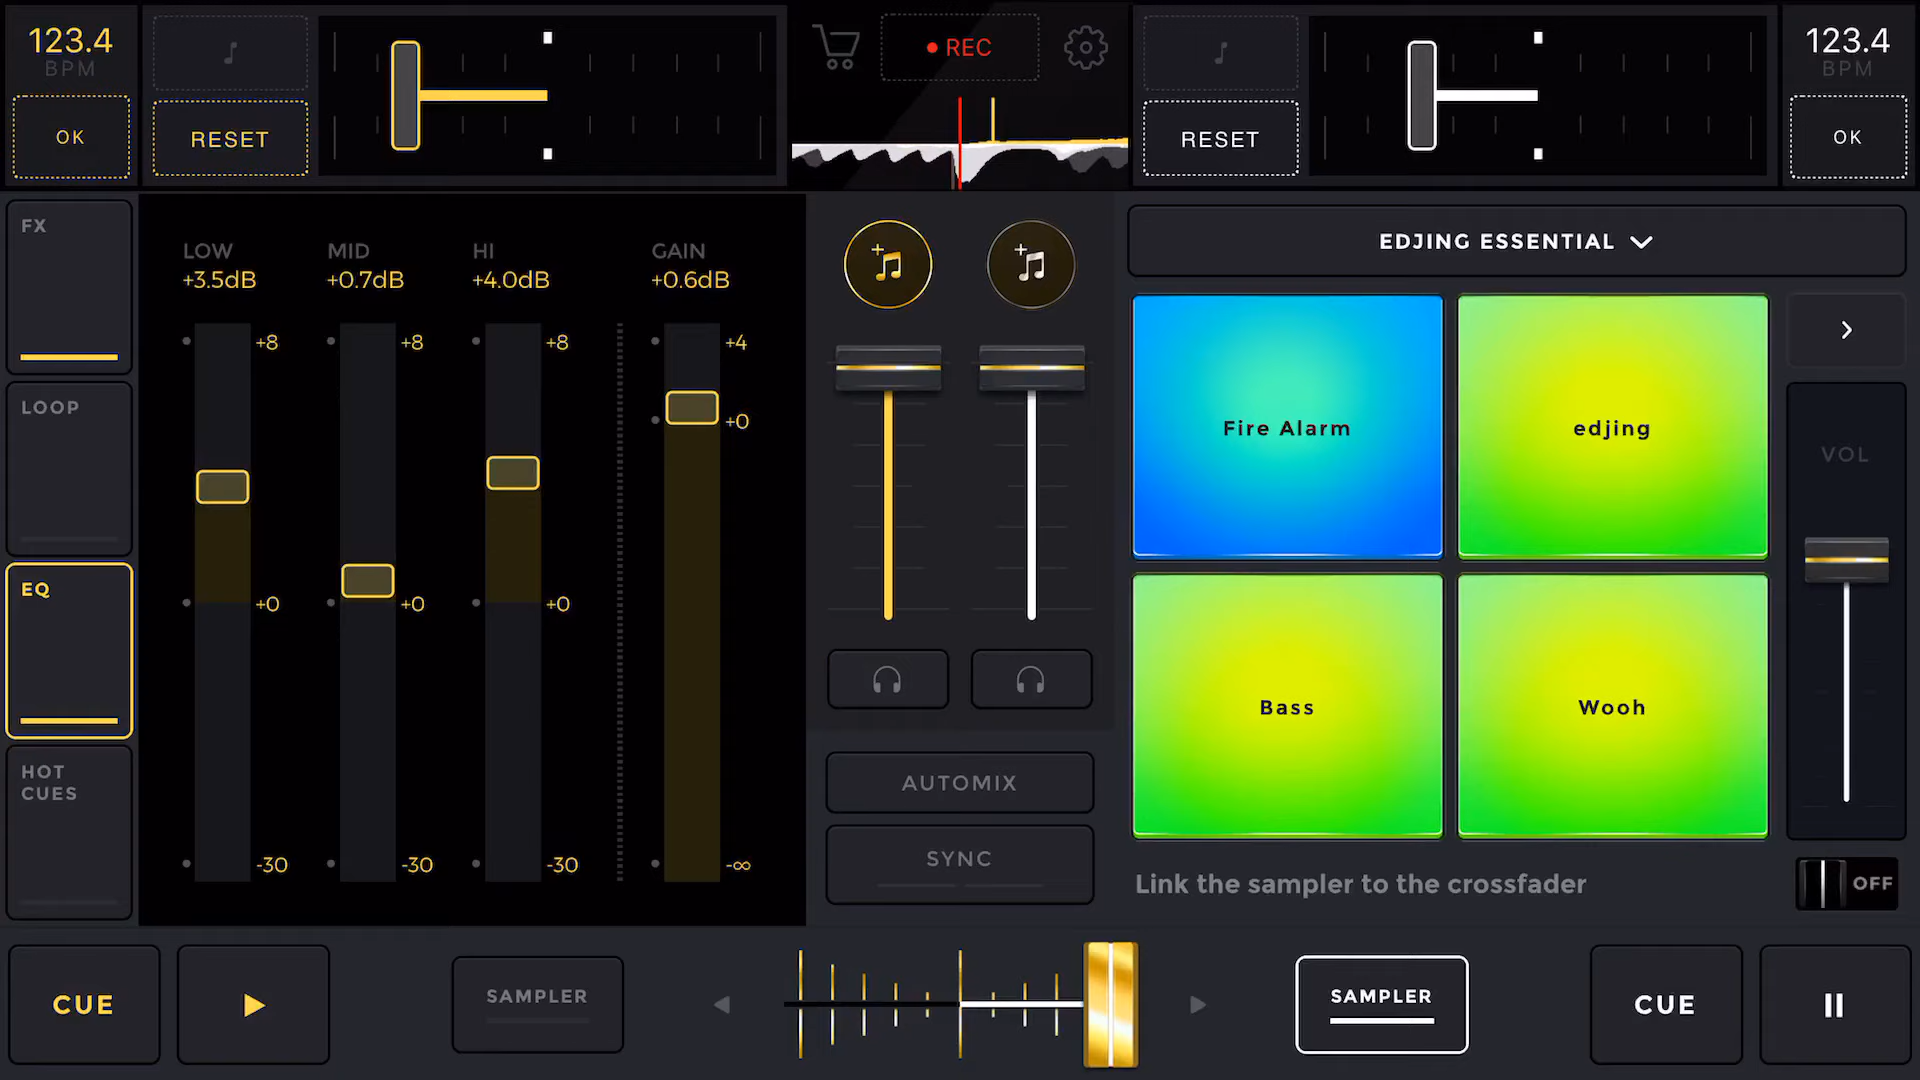 123.4
BPM
OK
RESET
REC
RESET
123.4
BPM
OK
FX
LOOP
EQ
HOT
CUES
LOW
+3.5dB
MID
+0.7dB
HI
+4.0dB
GAIN
+0.6dB
+8
+8
+8
+4
+0
+0
+0
+0
-30
-30
-30
-∞
AUTOMIX
SYNC
EDJING ESSENTIAL
Fire Alarm
edjing
Bass
Wooh
VOL
Link the sampler to the crossfader
OFF
CUE
SAMPLER
SAMPLER
CUE